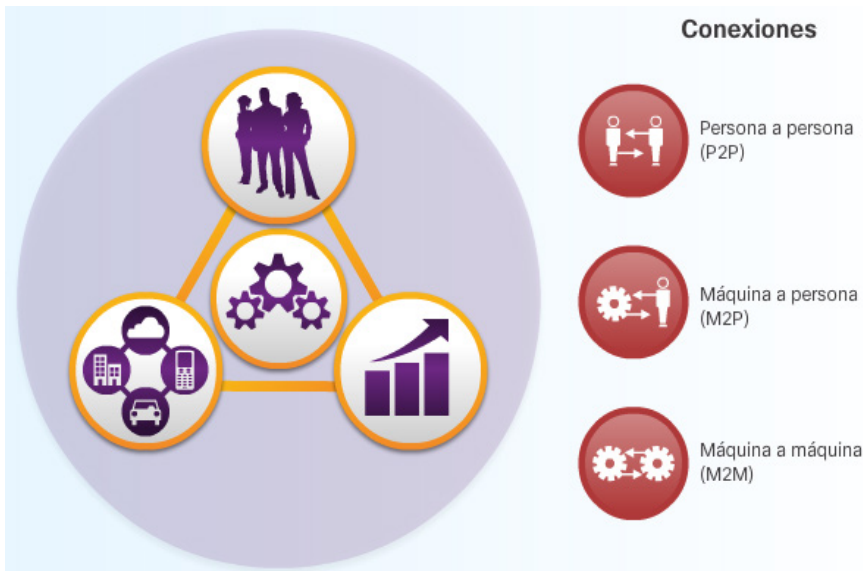 Conexiones
Persona a persona
(P2P)
Máquina a persona
(M2P)
Máquina a máquina
(M2M)